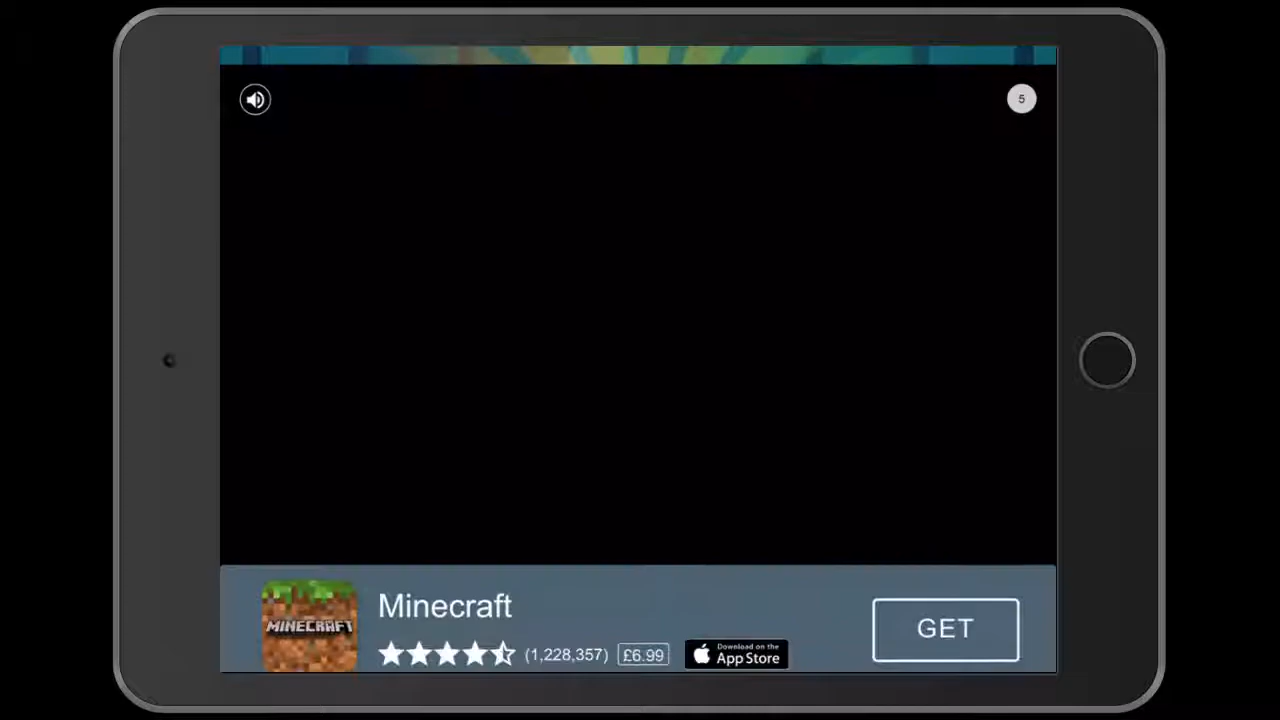 5
Minecraft
MINECRAFT
(1,228,357) £6.99 Download on the App Store
GET